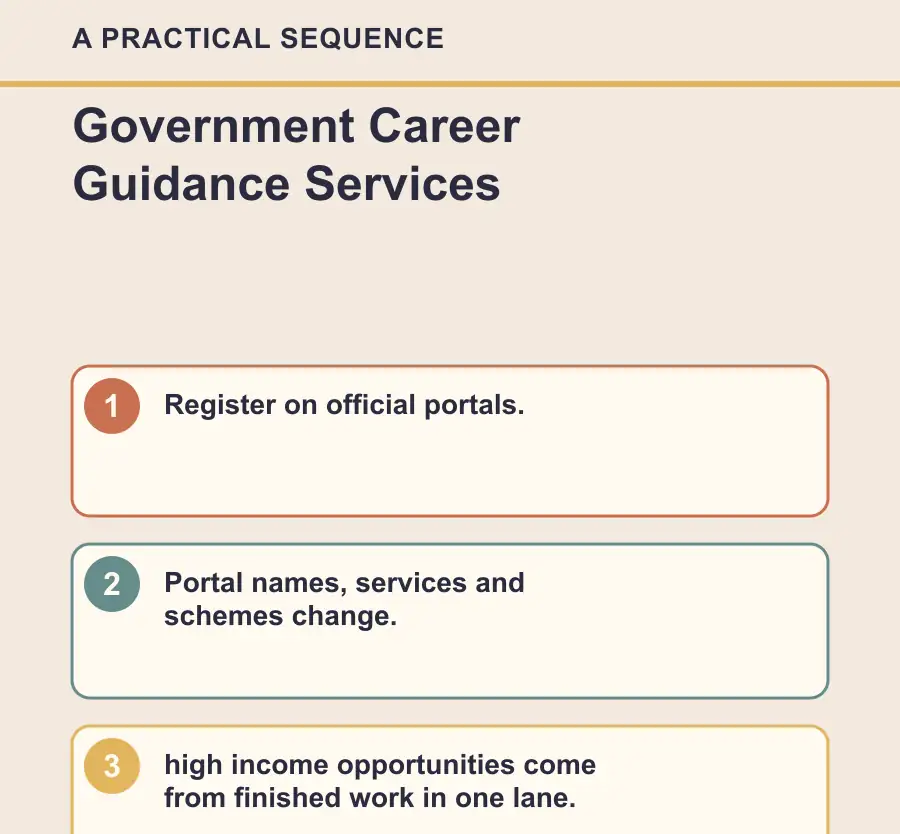 A PRACTICAL SEQUENCE
Government Career
Guidance Services
1
Register on official portals.
2
Portal names, services and
schemes change.
3
high income opportunities come
from finished work in one lane.